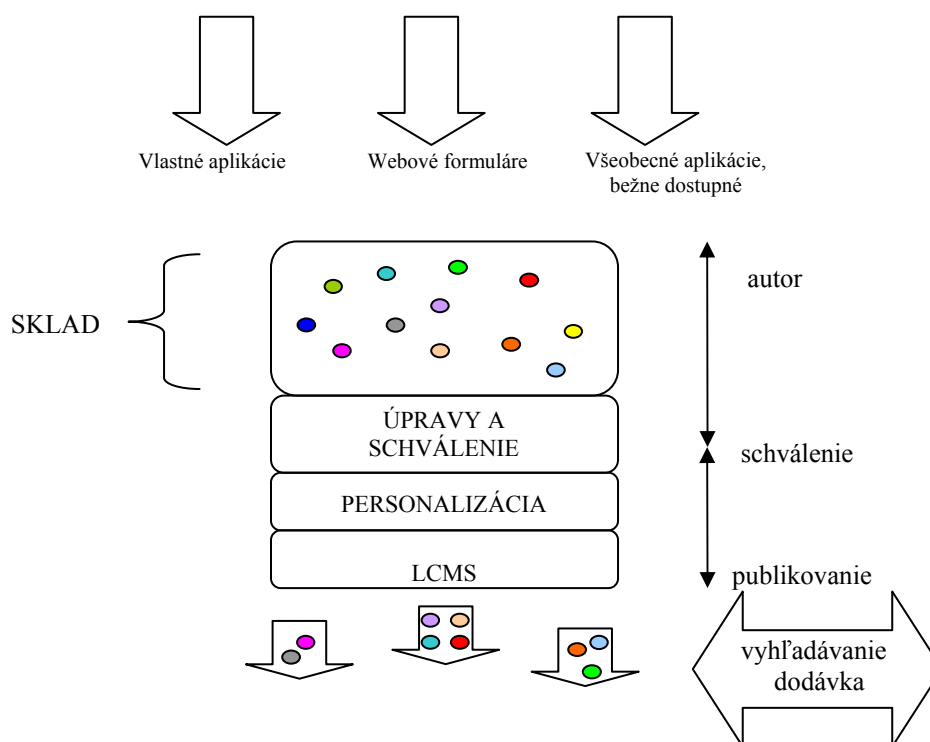 Vlastné aplikácie
Webové formuláre
Všeobecné aplikácie,
bežne dostupné
SKLAD
autor
ÚPRAVY A
SCHVÁLENIE
schválenie
PERSONALIZÁCIA
LCMS
publikovanie
vyhľadávanie
dodávka